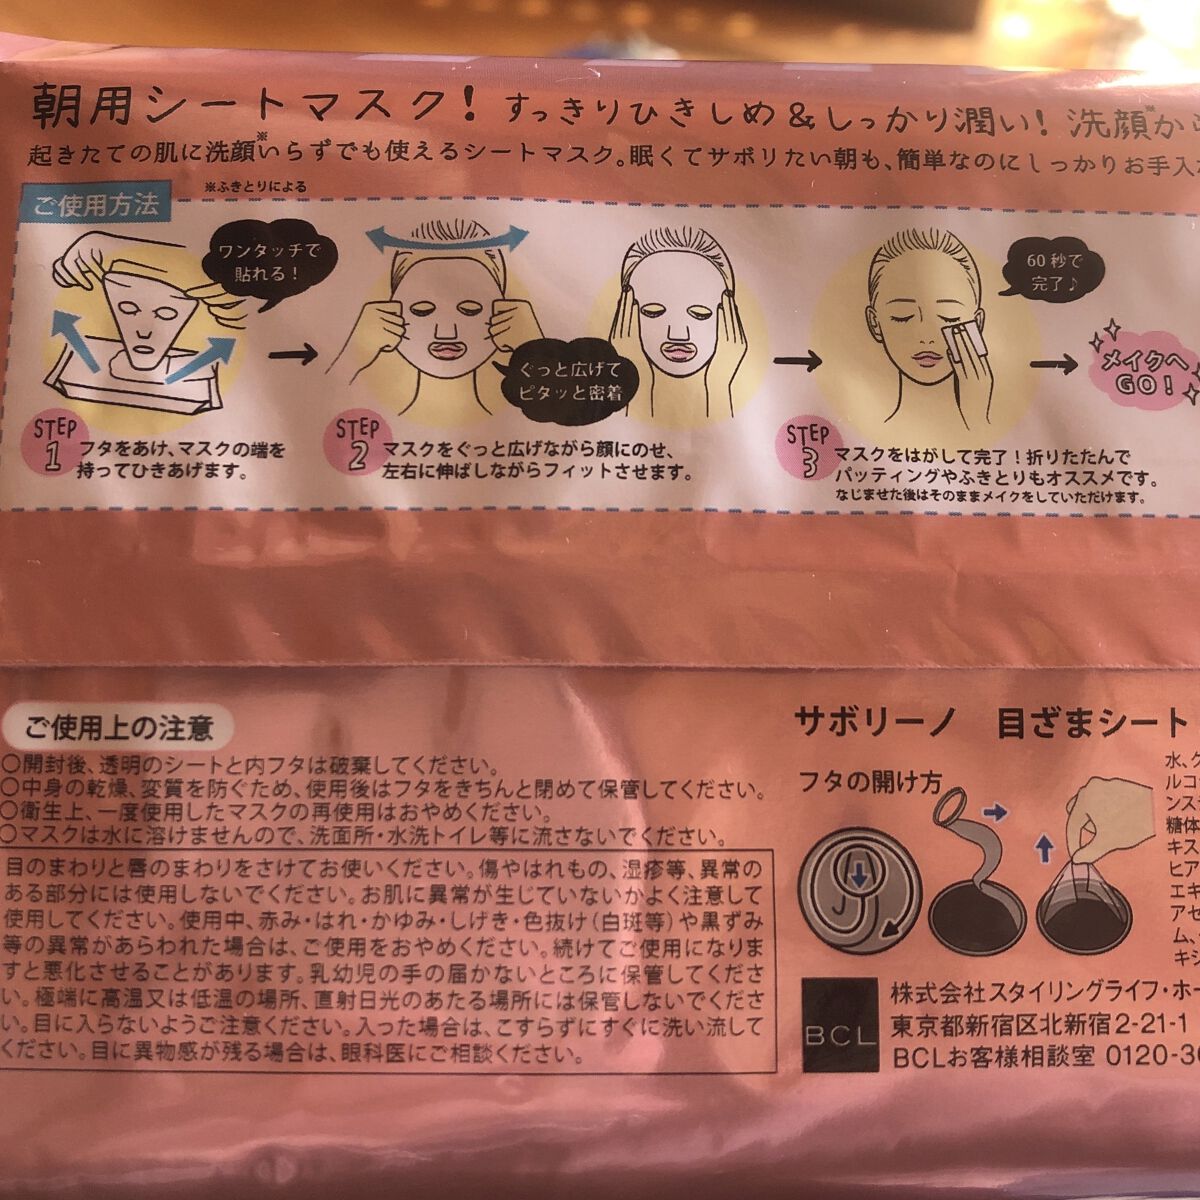 朝用シートマスク! すっきりひきしめ&しっかり潤い! 洗顔※か
起きたての肌に洗顔※いらずでも使えるシートマスク。眠くてサボリたい朝も、簡単なのにしっかりお手入
※ふきとりによる
ご使用方法
ワンタッチで
貼れる!
ぐっと広げて
ピタッと密着
60秒で
完了♪
メイクへ
GO!
STEP
1
フタをあけ、マスクの端を
持ってひきあげます。
STEP
2
マスクをぐっと広げながら顔にのせ、
左右に伸ばしながらフィットさせます。
STEP
3
マスクをはがして完了!折りたたんで
パッティングやふきとりもオススメです。
なじませた後はそのままメイクをしていただけます。
ご使用上の注意
○開封後、透明のシートと内フタは破棄してください。
○中身の乾燥、変質を防ぐため、使用後はフタをきちんと閉めて保管してください。
○衛生上、一度使用したマスクの再使用はおやめください。
○マスクは水に溶けませんので、洗面所・水洗トイレ等に流さないでください。
目のまわりと唇のまわりをさけてお使いください。傷やはれもの、湿疹等、異常の
ある部分には使用しないでください。お肌に異常が生じていないかよく注意して
使用してください。使用中、赤み・はれ・かゆみ・しげき・色抜け(白斑等)や黒ずみ
等の異常があらわれた場合は、ご使用をおやめください。続けてご使用になりま
すと悪化させることがあります。乳幼児の手の届かないところに保管してくださ
い。極端に高温又は低温の場所、直射日光のあたる場所には保管しないでくださ
い。目に入らないようご注意ください。入った場合は、こすらずにすぐに洗い流して
ください。目に異物感が残る場合は、眼科医にご相談ください。
サボリーノ 目ざまシート
フタの開け方
水、グ
ルコ
ンス
糖体
キス
ヒア
エキ
アセ
ム、
キシ
BCL
株式会社スタイリングライフ・ホー
東京都新宿区北新宿2-21-1
BCLお客様相談室 0120-30